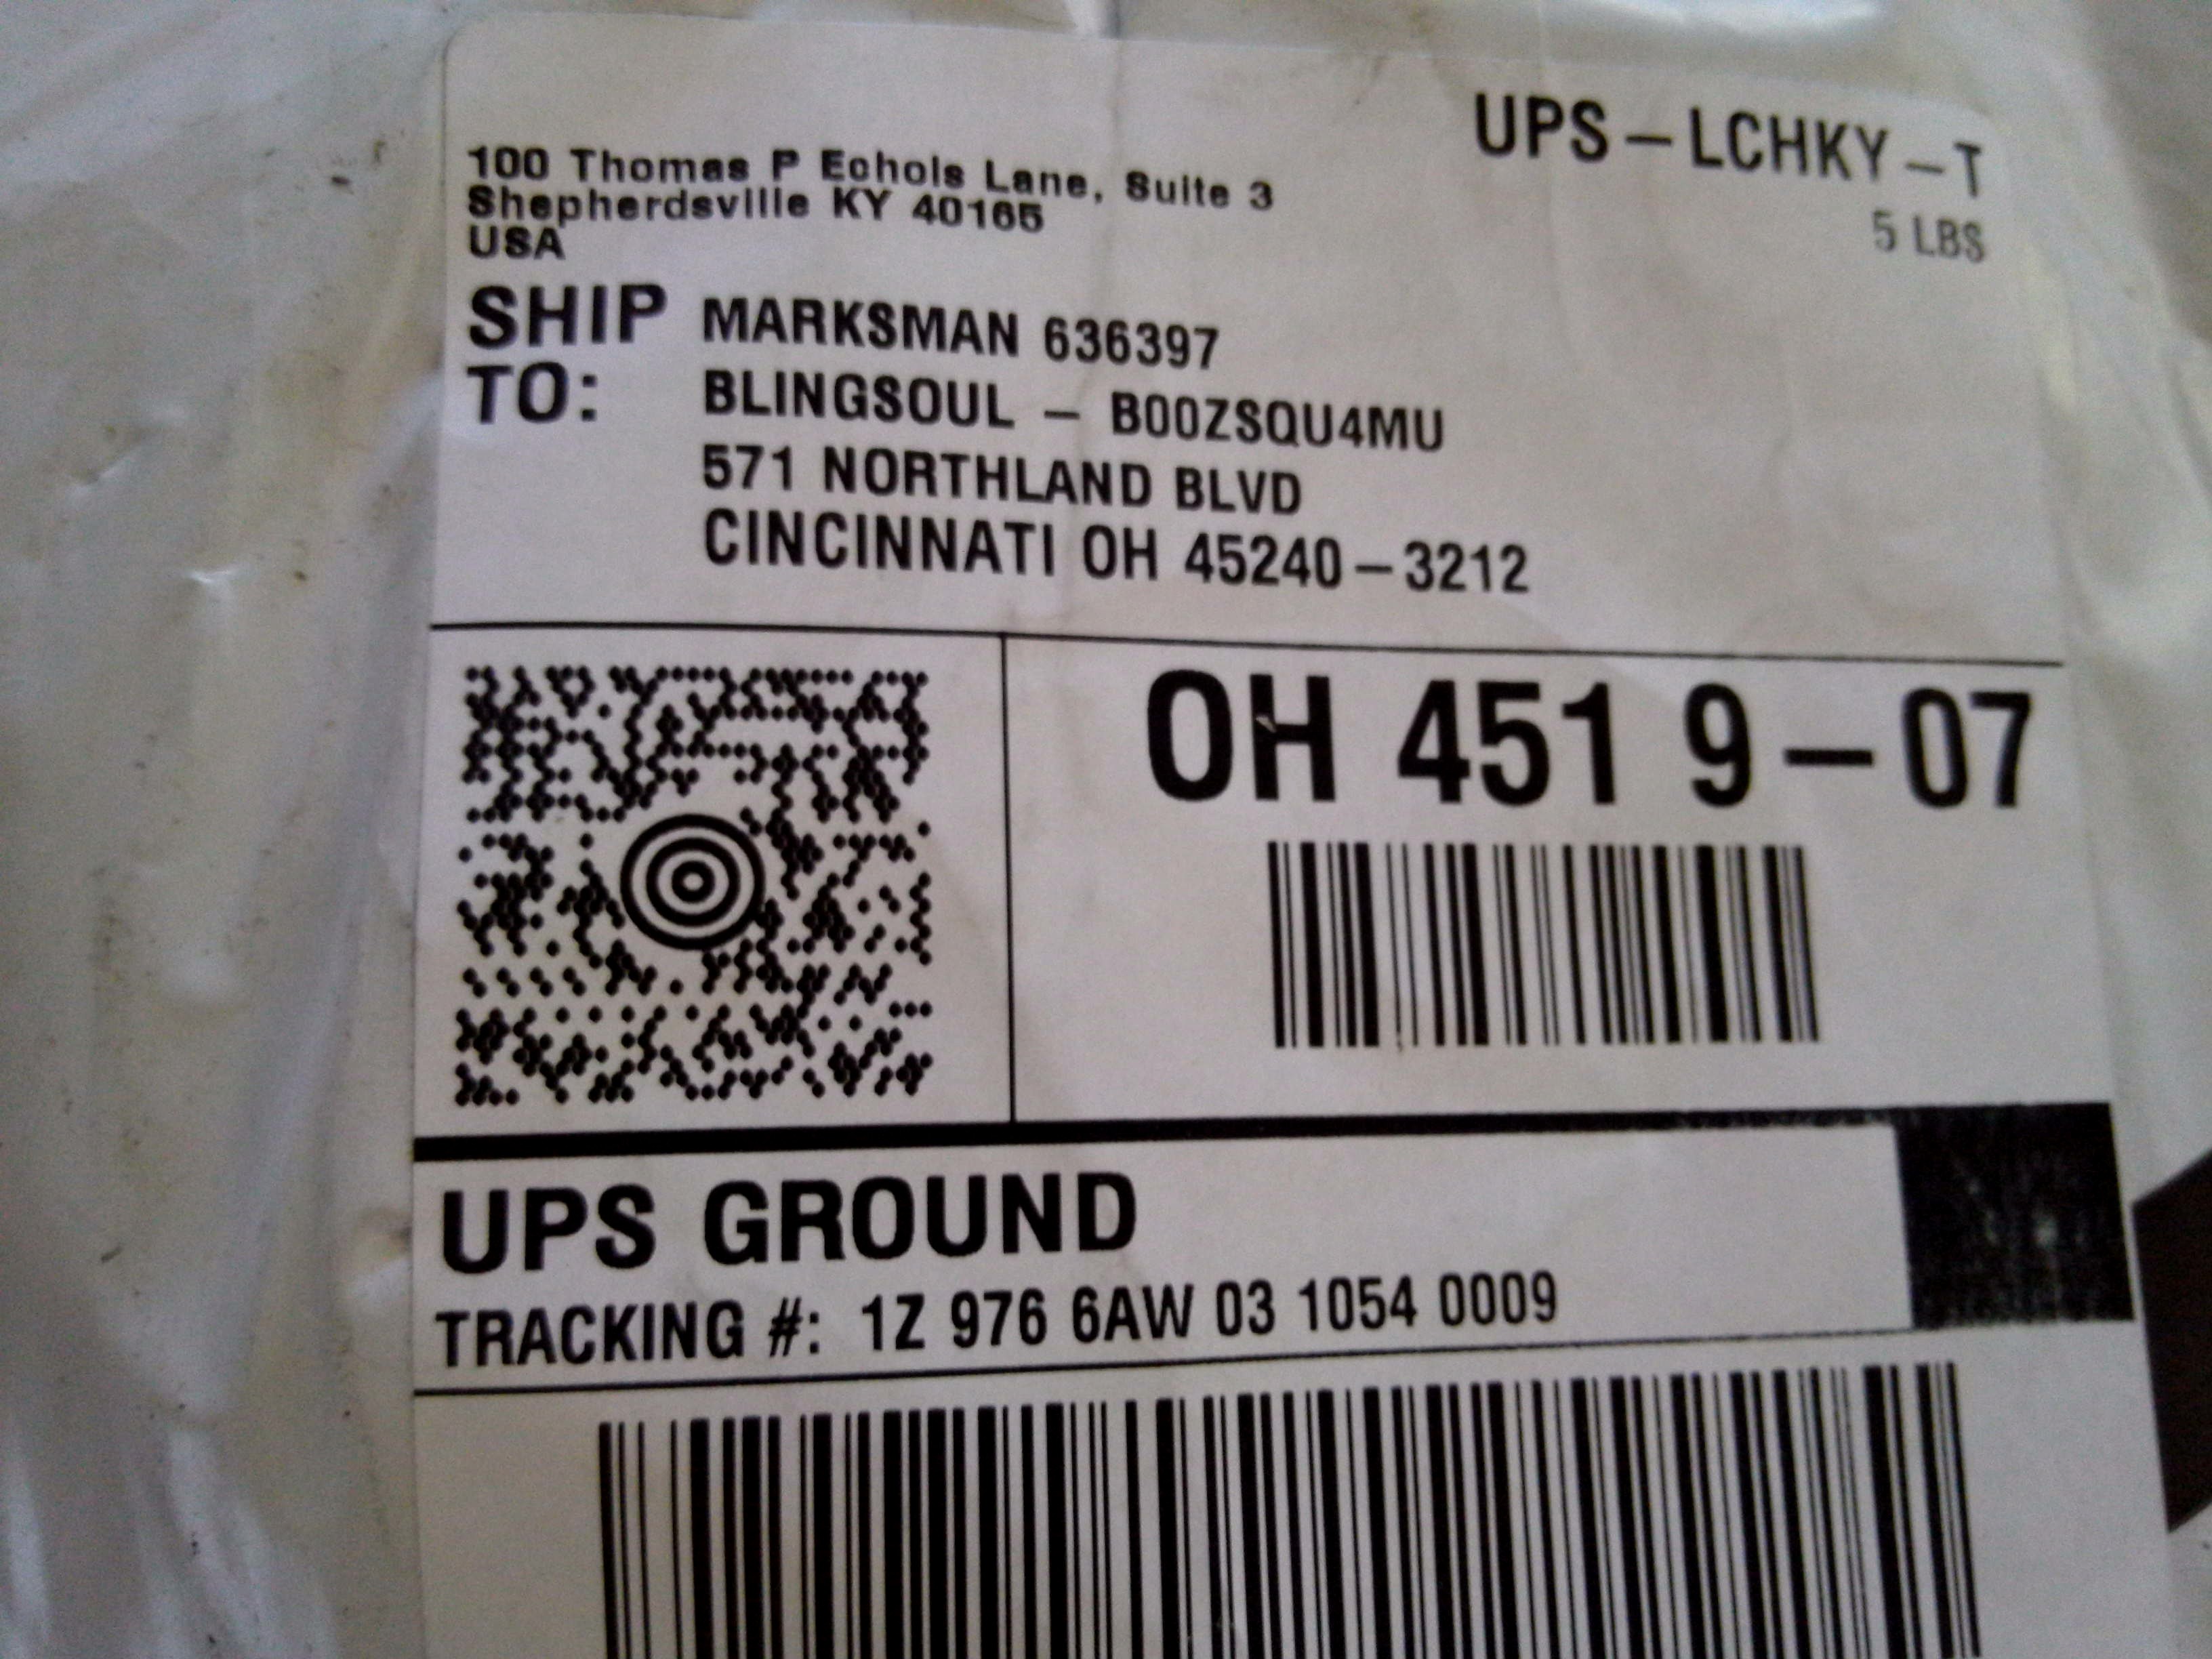 UPS – LCHKY – T
5 LBS
100 Thomas P Echols Lane, Suite 3
Shepherdsville KY 40165
USA
SHIP TO:
MARKSMAN 636397
BLINGSOUL – B00ZSQU4MU
571 NORTHLAND BLVD
CINCINNATI OH 45240–3212
OH 451 9–07
UPS GROUND
TRACKING #: 1Z 976 6AW 03 1054 0009